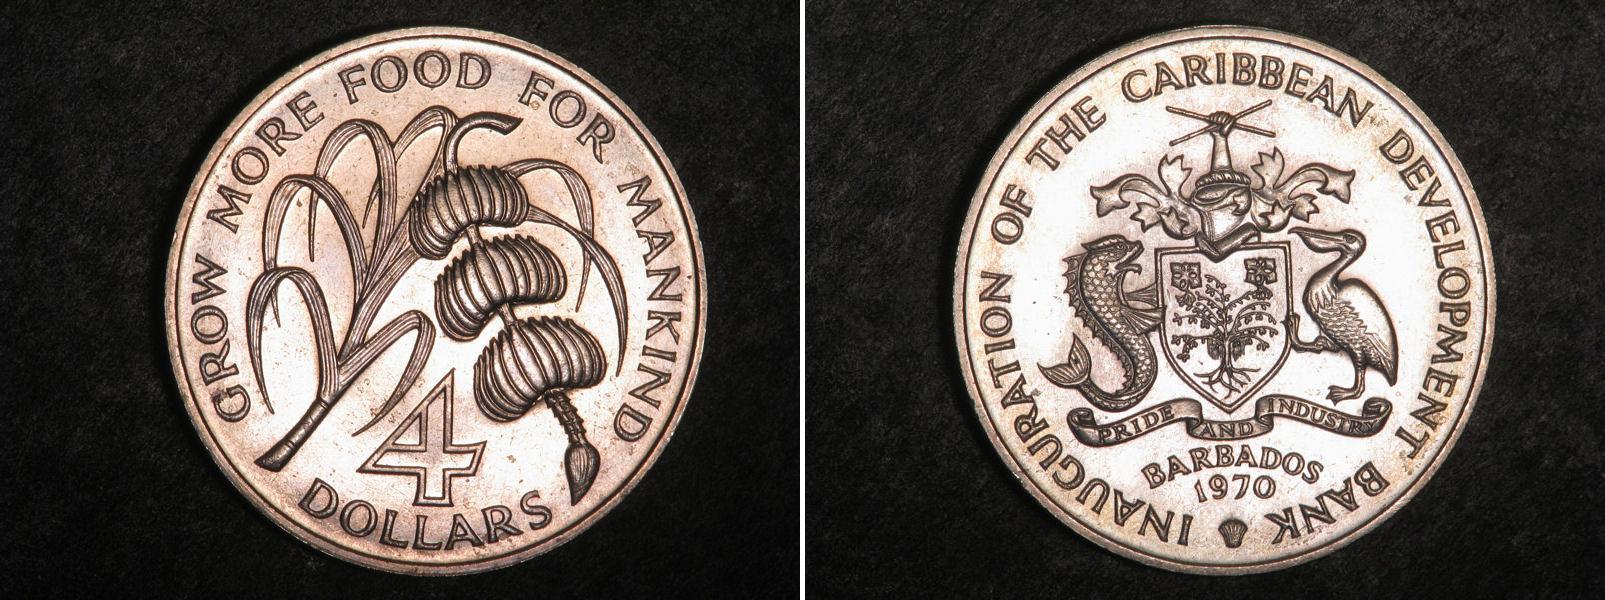 GROW MORE FOOD FOR MANKIND
4
DOLLARS
INAUGURATION OF THE CARIBBEAN DEVELOPMENT BANK
PRIDE AND INDUSTRY
BARBADOS
1970